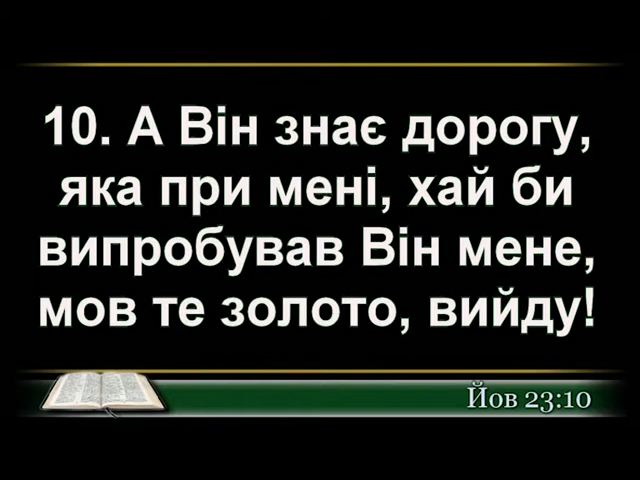 10. А Він знає дорогу,
яка при мені, хай би
випробував Він мене,
мов те золото, вийду!
Йов 23:10